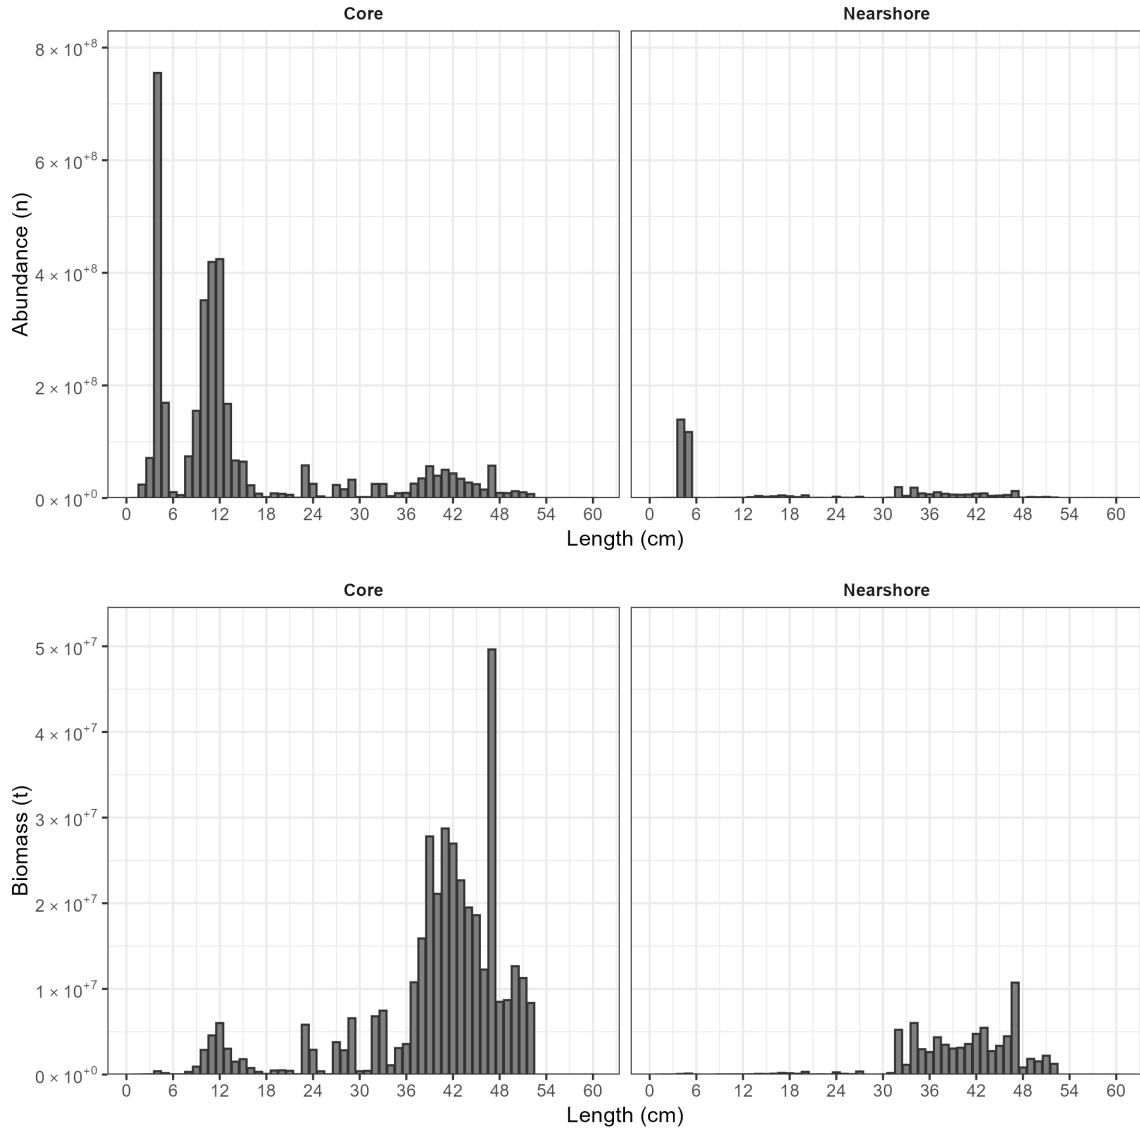 Core Nearshore
8 × 10⁺⁸
6 × 10⁺⁸
4 × 10⁺⁸
2 × 10⁺⁸
0 × 10⁺⁰
Abundance (n)
0 6 12 18 24 30 36 42 48 54 60 0 6 12 18 24 30 36 42 48 54 60
Length (cm)
Core Nearshore
5 × 10⁺⁷
4 × 10⁺⁷
3 × 10⁺⁷
2 × 10⁺⁷
1 × 10⁺⁷
0 × 10⁺⁰
Biomass (t)
0 6 12 18 24 30 36 42 48 54 60 0 6 12 18 24 30 36 42 48 54 60
Length (cm)